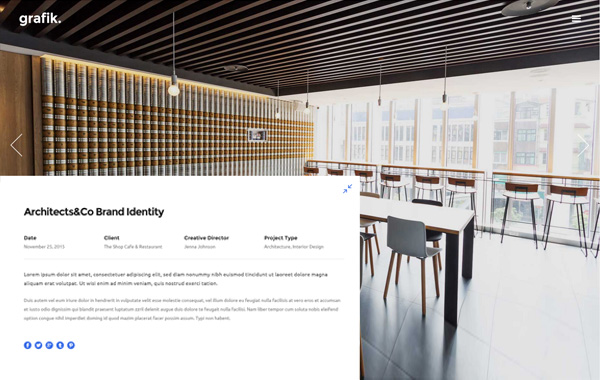 grafik.
Architects&Co Brand Identity
Date Client Creative Director Project Type
November 25, 2015 The Shop Cafe & Restaurant Jenna Johnson Architecture, Interior Design
Lorem ipsum dolor sit amet, consectetuer adipiscing elit, sed diam nonummy nibh euismod tincidunt ut laoreet dolore magna
aliquam erat volutpat. Ut wisi enim ad minim veniam, quis nostrud exerci tation.
Duis autem vel eum iriure dolor in hendrerit in vulputate velit esse molestie consequat, vel illum dolore eu feugiat nulla facilisis at vero eros et accumsan
et iusto odio dignissim qui blandit praesent luptatum zzril delenit augue duis dolore te feugait nulla facilisi. Nam liber tempor cum soluta nobis eleifend
option congue nihil imperdiet doming id quod mazim placerat facer possim assum. Typi non habent.